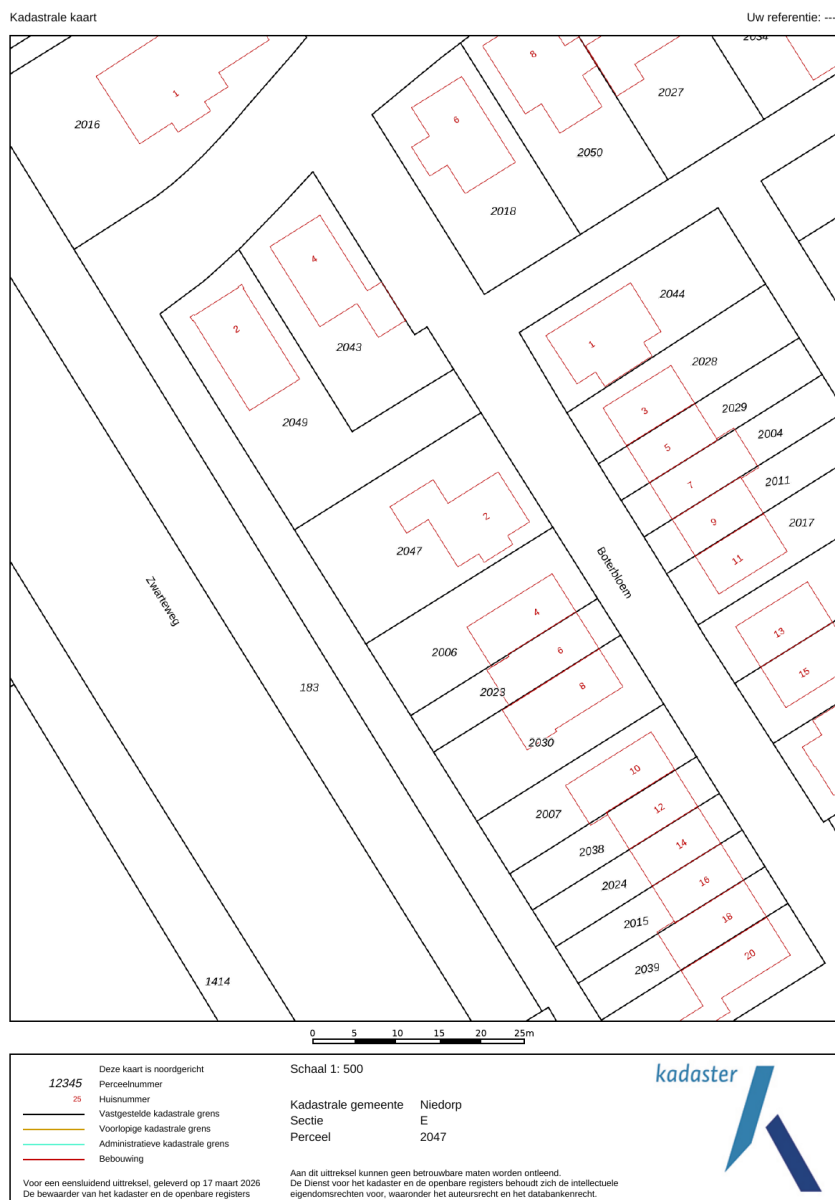 Kadastrale kaart
Uw referentie: ---
8
2034
1
2027
2016
6
2050
2018
4
2044
2
1
2043
2028
3
2029
2049
5
2004
7
2011
2
9
2017
2047
11
Boterbloem
Zwarteweg
4
13
2006
6
15
183
8
2023
2030
10
12
2007
14
2038
16
2024
18
2015
20
2039
1414
0 5 10 15 20 25m
12345
25
Deze kaart is noordgericht
Perceelnummer
Huisnummer
Vastgestelde kadastrale grens
Voorlopige kadastrale grens
Administratieve kadastrale grens
Bebouwing
Voor een eensluidend uittreksel, geleverd op 17 maart 2026
De bewaarder van het kadaster en de openbare registers
Schaal 1: 500
Kadastrale gemeente Niedorp
Sectie E
Perceel 2047
Aan dit uittreksel kunnen geen betrouwbare maten worden ontleend.
De Dienst voor het kadaster en de openbare registers behoudt zich de intellectuele
eigendomsrechten voor, waaronder het auteursrecht en het databankenrecht.
kadaster